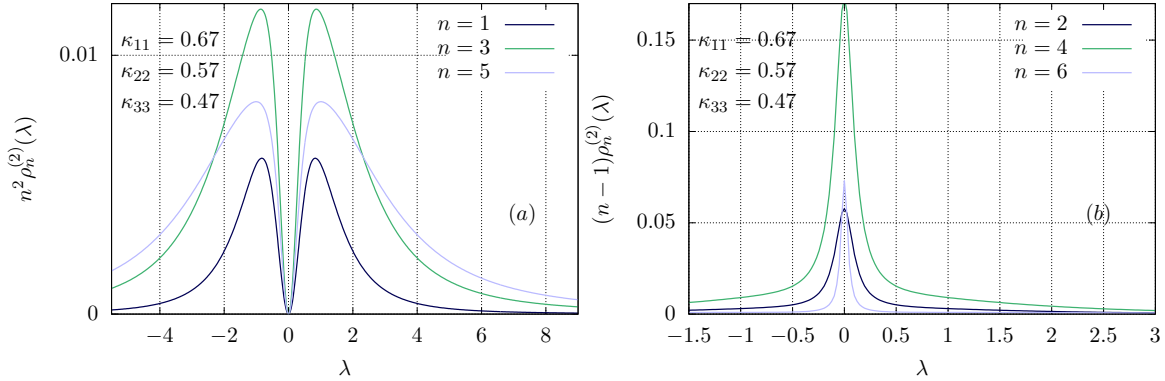 n²ρₙ⁽²⁾(λ)
0.01
0
κ₁₁ = 0.67
κ₂₂ = 0.57
κ₃₃ = 0.47
n = 1
n = 3
n = 5
(a)
−4 −2 0 2 4 6 8
λ
(n − 1)ρₙ⁽²⁾(λ)
0.15
0.1
0.05
0
κ₁₁ = 0.67
κ₂₂ = 0.57
κ₃₃ = 0.47
n = 2
n = 4
n = 6
(b)
−1.5 −1 −0.5 0 0.5 1 1.5 2 2.5 3
λ